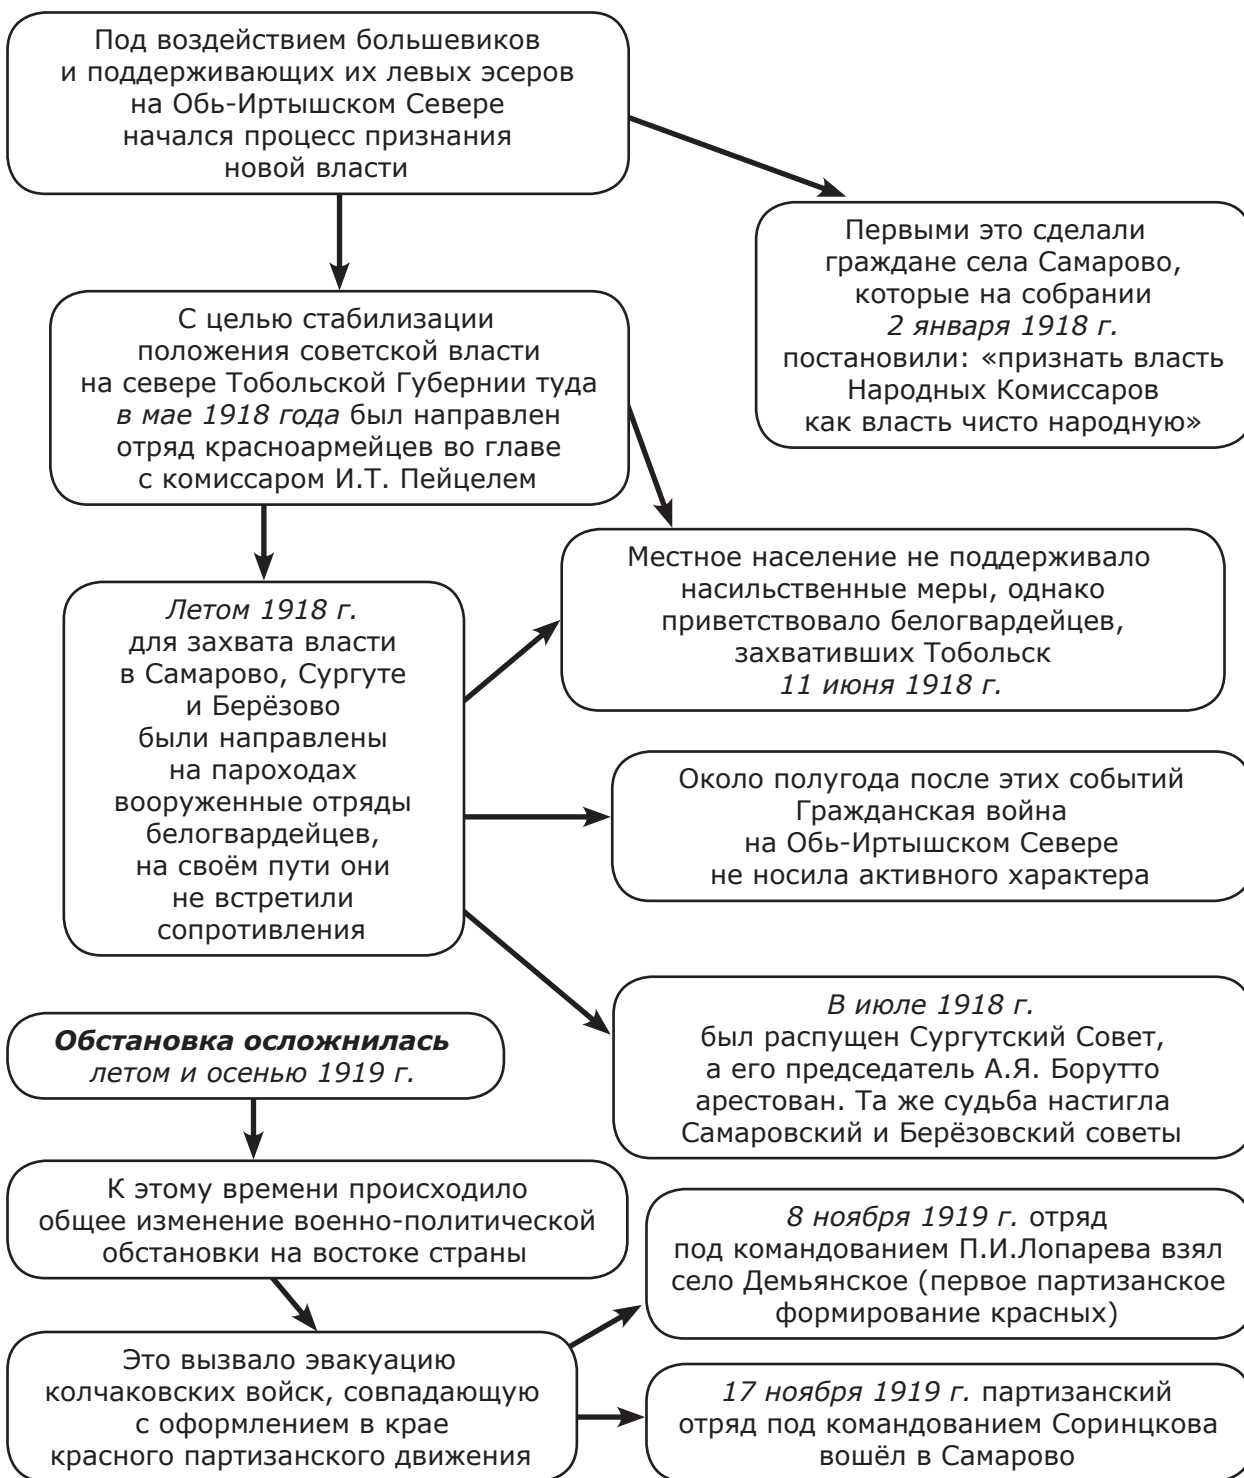 Под воздействием большевиков
и поддерживающих их левых эсеров
на Обь-Иртышском Севере
начался процесс признания
новой власти
Первыми это сделали
граждане села Самарово,
которые на собрании
2 января 1918 г.
постановили: «признать власть
Народных Комиссаров
как власть чисто народную»
С целью стабилизации
положения советской власти
на севере Тобольской Губернии туда
в мае 1918 года был направлен
отряд красноармейцев во главе
с комиссаром И.Т. Пейцелем
Местное население не поддерживало
насильственные меры, однако
приветствовало белогвардейцев,
захвативших Тобольск
11 июня 1918 г.
Летом 1918 г.
для захвата власти
в Самарово, Сургуте
и Берёзово
были направлены
на пароходах
вооруженные отряды
белогвардейцев,
на своём пути они
не встретили
сопротивления
Около полугода после этих событий
Гражданская война
на Обь-Иртышском Севере
не носила активного характера
В июле 1918 г.
был распущен Сургутский Совет,
а его председатель А.Я. Борутто
арестован. Та же судьба настигла
Самаровский и Берёзовский советы
Обстановка осложнилась
летом и осенью 1919 г.
К этому времени происходило
общее изменение военно-политической
обстановки на востоке страны
8 ноября 1919 г. отряд
под командованием П.И.Лопарева взял
село Демьянское (первое партизанское
формирование красных)
Это вызвало эвакуацию
колчаковских войск, совпадающую
с оформлением в крае
красного партизанского движения
17 ноября 1919 г. партизанский
отряд под командованием Соринцкова
вошёл в Самарово